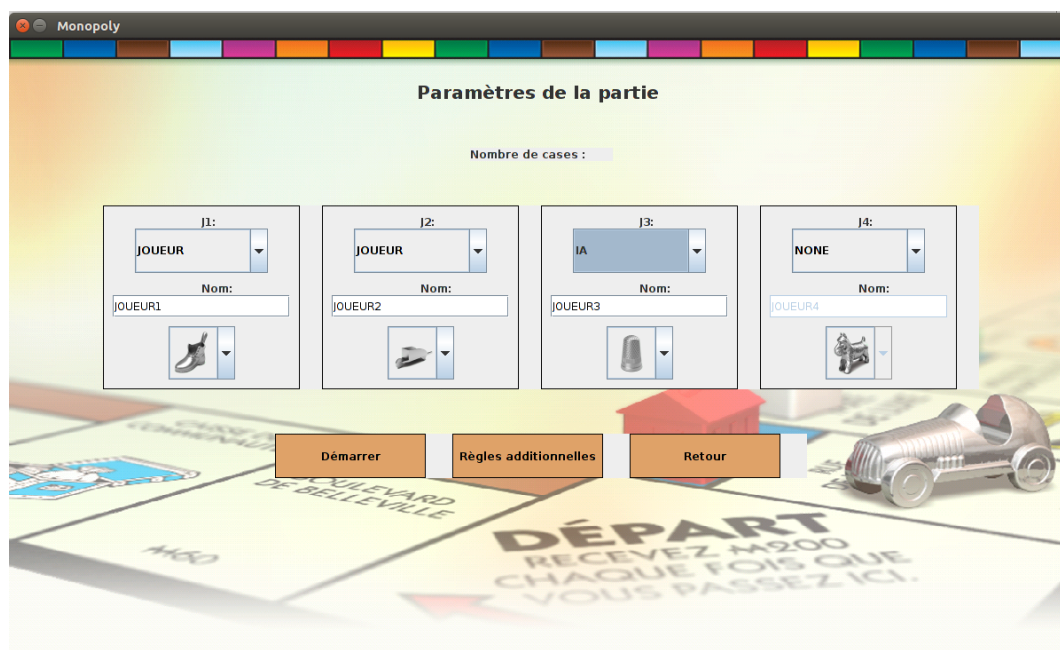 Monopoly
Paramètres de la partie
Nombre de cases :
J1:
JOUEUR
Nom:
JOUEUR1
J2:
JOUEUR
Nom:
JOUEUR2
J3:
IA
Nom:
JOUEUR3
J4:
NONE
Nom:
JOUEUR4
Démarrer
Règles additionnelles
Retour
BOULEVARD
DE BELLEVILLE
M60
DÉPART
RECEVEZ M200
CHAQUE FOIS QUE
VOUS PASSEZ ICI.